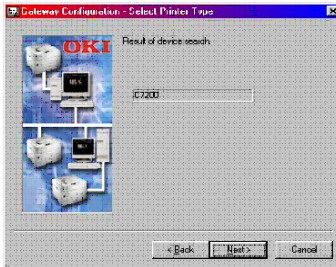 Gateway Configuration - Select Printer Type
OKI
Result of device search.
C7200
< Back
Next >
Cancel